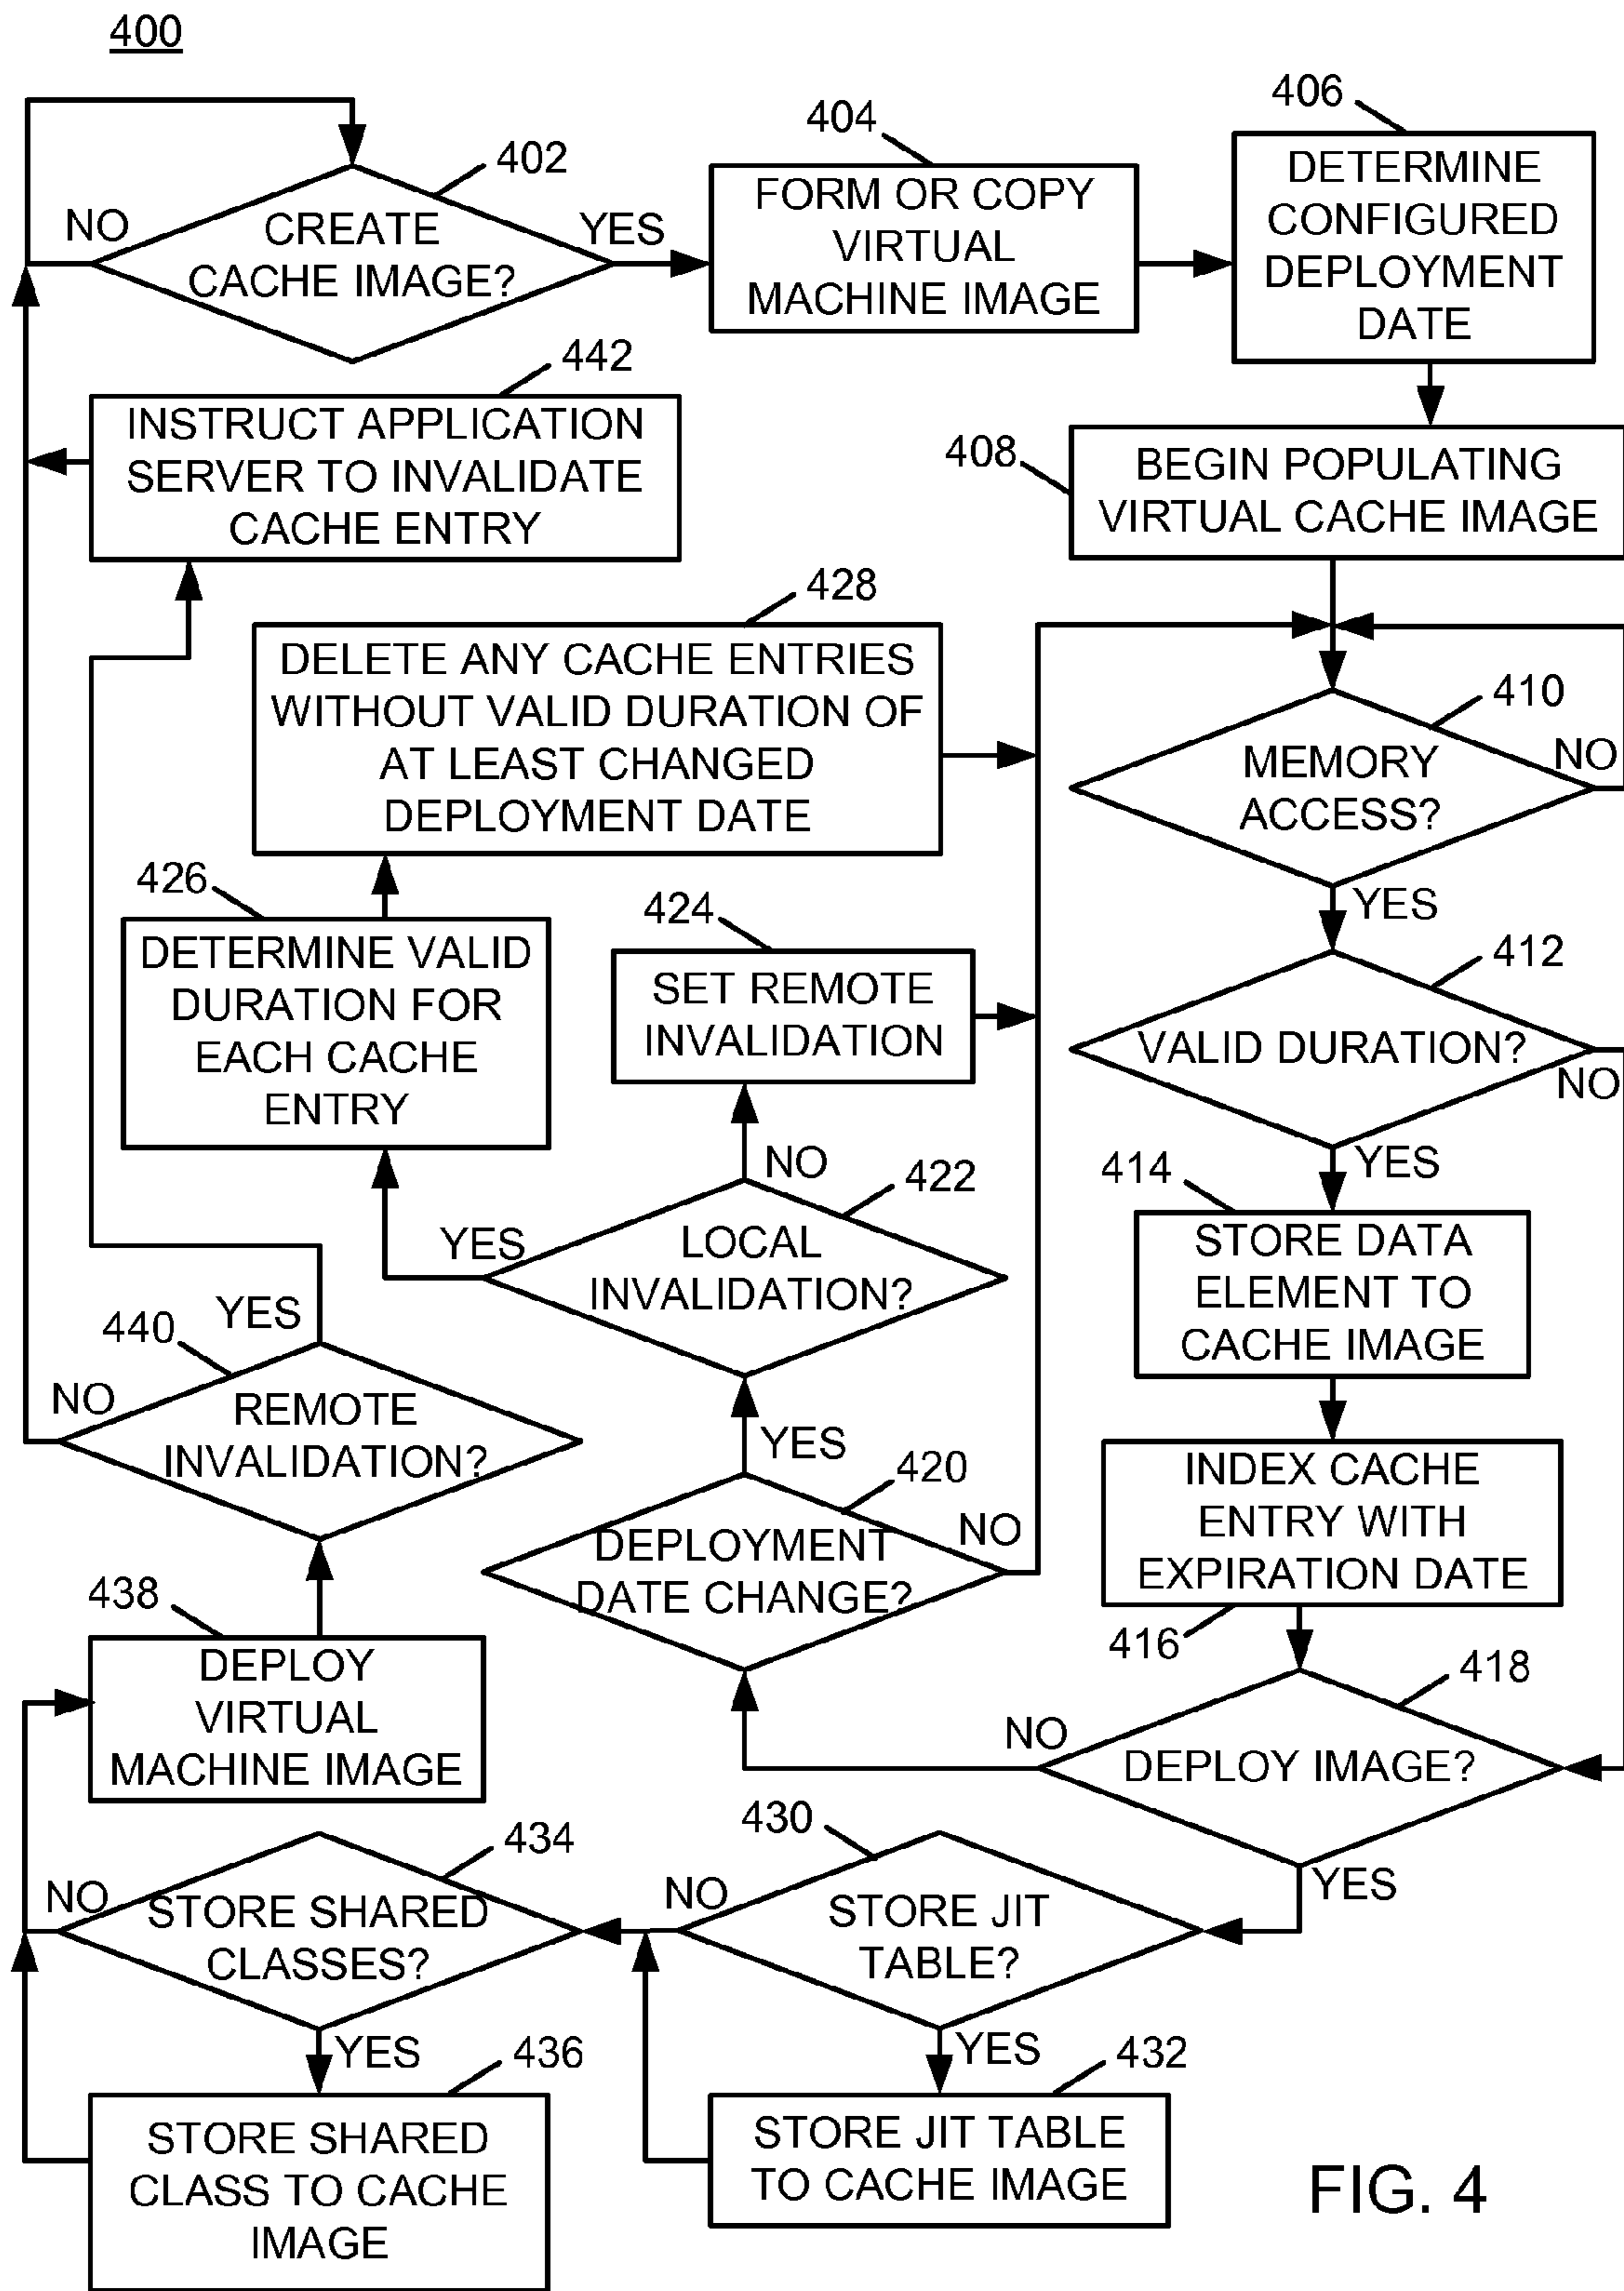 400
402
CREATE
CACHE IMAGE?
NO
YES
404
FORM OR COPY
VIRTUAL
MACHINE IMAGE
406
DETERMINE
CONFIGURED
DEPLOYMENT
DATE
408
BEGIN POPULATING
VIRTUAL CACHE IMAGE
442
INSTRUCT APPLICATION
SERVER TO INVALIDATE
CACHE ENTRY
428
DELETE ANY CACHE ENTRIES
WITHOUT VALID DURATION OF
AT LEAST CHANGED
DEPLOYMENT DATE
410
MEMORY
ACCESS?
NO
YES
426
DETERMINE VALID
DURATION FOR
EACH CACHE
ENTRY
424
SET REMOTE
INVALIDATION
412
VALID DURATION?
NO
YES
422
LOCAL
INVALIDATION?
NO
YES
414
STORE DATA
ELEMENT TO
CACHE IMAGE
440
REMOTE
INVALIDATION?
YES
NO
420
DEPLOYMENT
DATE CHANGE?
YES
NO
INDEX CACHE
ENTRY WITH
EXPIRATION DATE
416
438
DEPLOY
VIRTUAL
MACHINE IMAGE
418
DEPLOY IMAGE?
NO
YES
430
STORE JIT
TABLE?
NO
YES
434
STORE SHARED
CLASSES?
NO
YES
436
STORE SHARED
CLASS TO CACHE
IMAGE
432
STORE JIT TABLE
TO CACHE IMAGE
FIG. 4